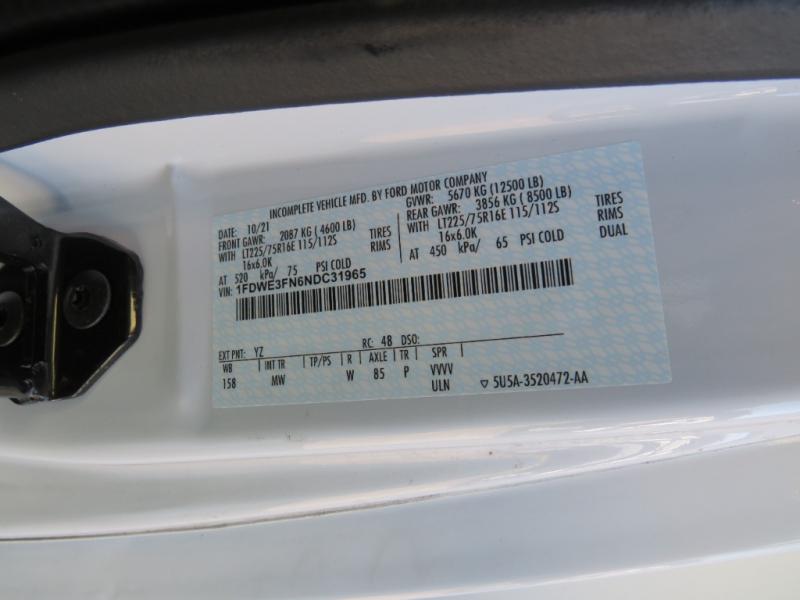 INCOMPLETE VEHICLE MFD. BY FORD MOTOR COMPANY
DATE: 10/21 GVWR: 5670 KG (12500 LB)
FRONT GAWR: 2087 KG ( 4600 LB) REAR GAWR: 3856 KG ( 8500 LB)
WITH LT225/75R16E 115/112S TIRES WITH LT225/75R16E 115/112S TIRES
16x6.0K RIMS 16x6.0K RIMS
AT 520 kPa/ 75 PSI COLD AT 450 kPa/ 65 PSI COLD DUAL
VIN: 1FDWE3FN6NDC31965
EXT PNT: YZ RC: 48 DSO:
WB INT TR TP/PS R AXLE TR SPR
158 MW W 85 P VVVV
ULN ▽ 5U5A-3520472-AA